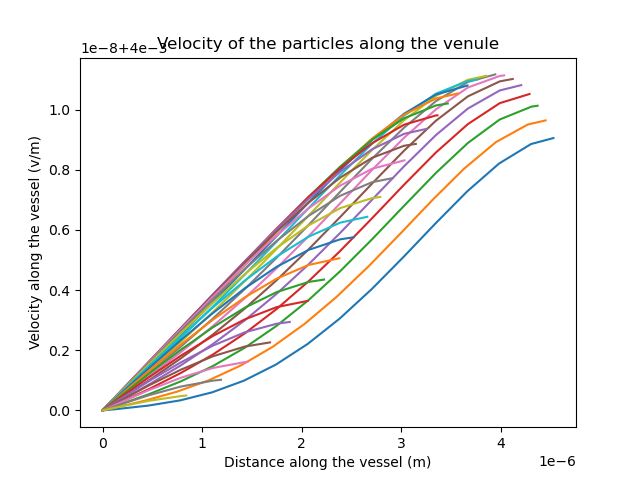 Velocity of the particles along the venule
1e−8+4e−3
1.0
0.8
0.6
0.4
0.2
0.0
Velocity along the vessel (v/m)
0 1 2 3 4
1e−6
Distance along the vessel (m)